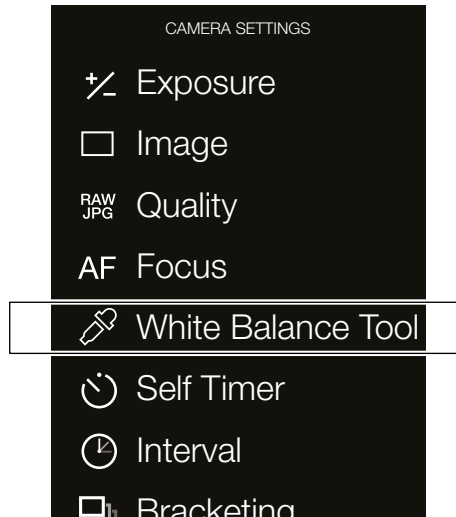 CAMERA SETTINGS
+/- Exposure
Image
RAW
JPG Quality
AF Focus
White Balance Tool
Self Timer
Interval
Bracketing